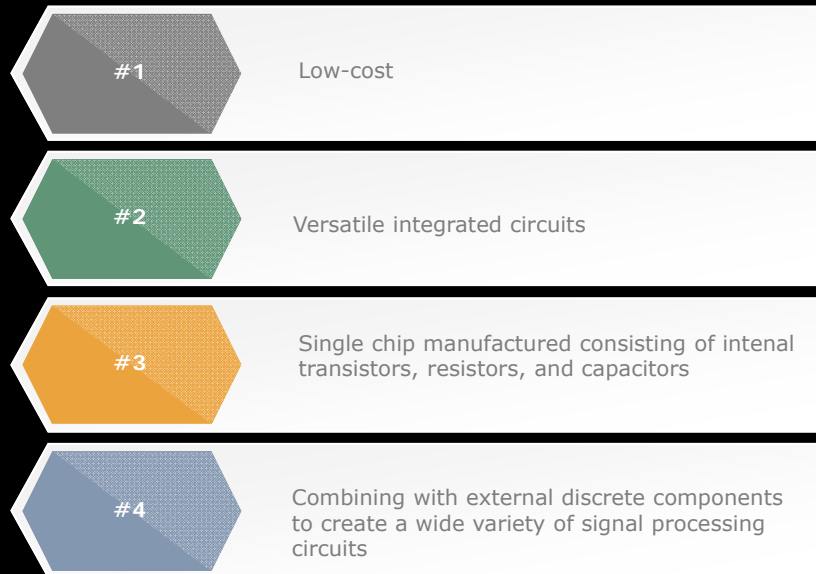 #1
Low-cost
#2
Versatile integrated circuits
#3
Single chip manufactured consisting of intenal
transistors, resistors, and capacitors
#4
Combining with external discrete components
to create a wide variety of signal processing
circuits